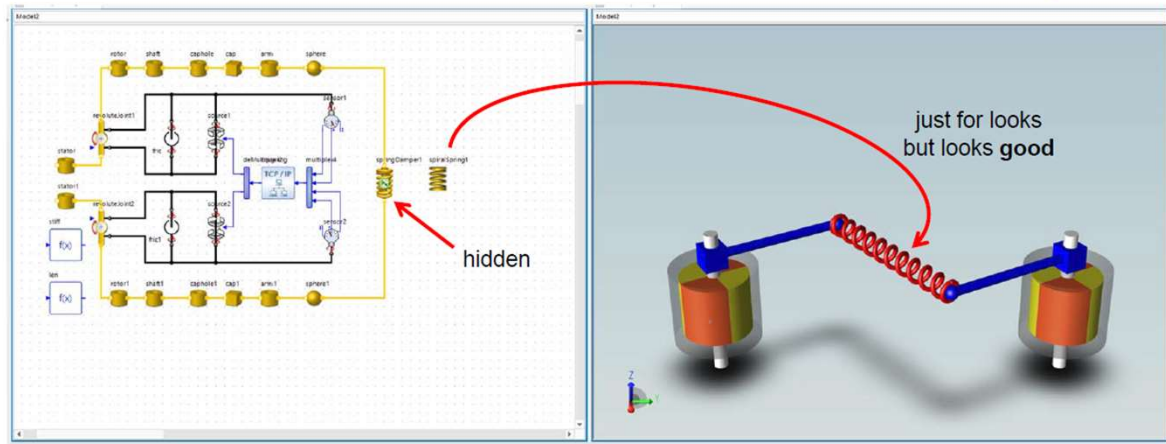 Model2
rotor shaft caphole cap arm sphere
revoluteJoint1
fric
source1
sensor1
stator
multiplex4
springDamper1
spiralSpring1
TCP / IP
stator1
revoluteJoint2
fric1
source2
sensor2
stiff
f(x)
hidden
len
f(x)
rotor1 shaft1 caphole1 cap1 arm1 sphere1
Model2
just for looks
but looks good
Z
Y